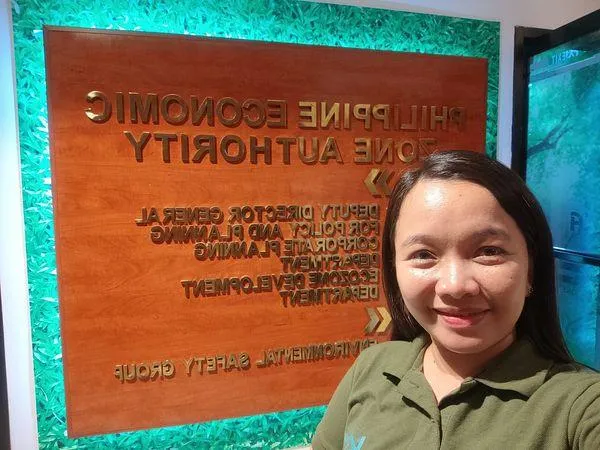 PHILIPPINE ECONOMIC
ZONE AUTHORITY
DEPUTY DIRECTOR GENERAL
FOR POLICY AND PLANNING
CORPORATE PLANNING
DEPARTMENT
ECOZONE DEVELOPMENT
DEPARTMENT
ENVIRONMENTAL SAFETY GROUP